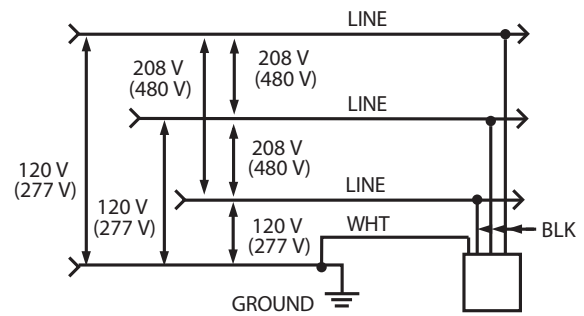 LINE
208 V
(480 V)
208 V
(480 V)
LINE
208 V
(480 V)
120 V
(277 V)
120 V
(277 V)
LINE
120 V
(277 V)
WHT
BLK
GROUND